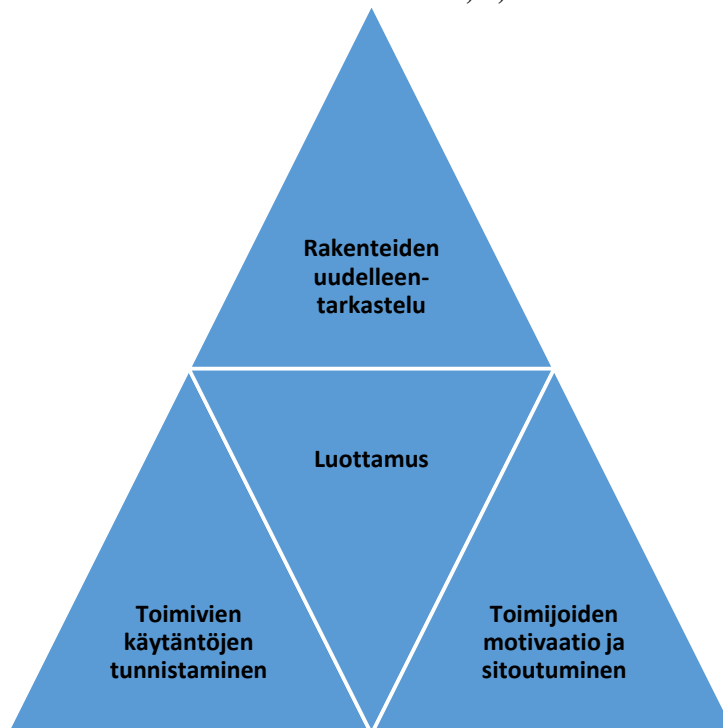 Rakenteiden
uudelleen-
tarkastelu
Luottamus
Toimivien
käytäntöjen
tunnistaminen
Toimijoiden
motivaatio ja
sitoutuminen